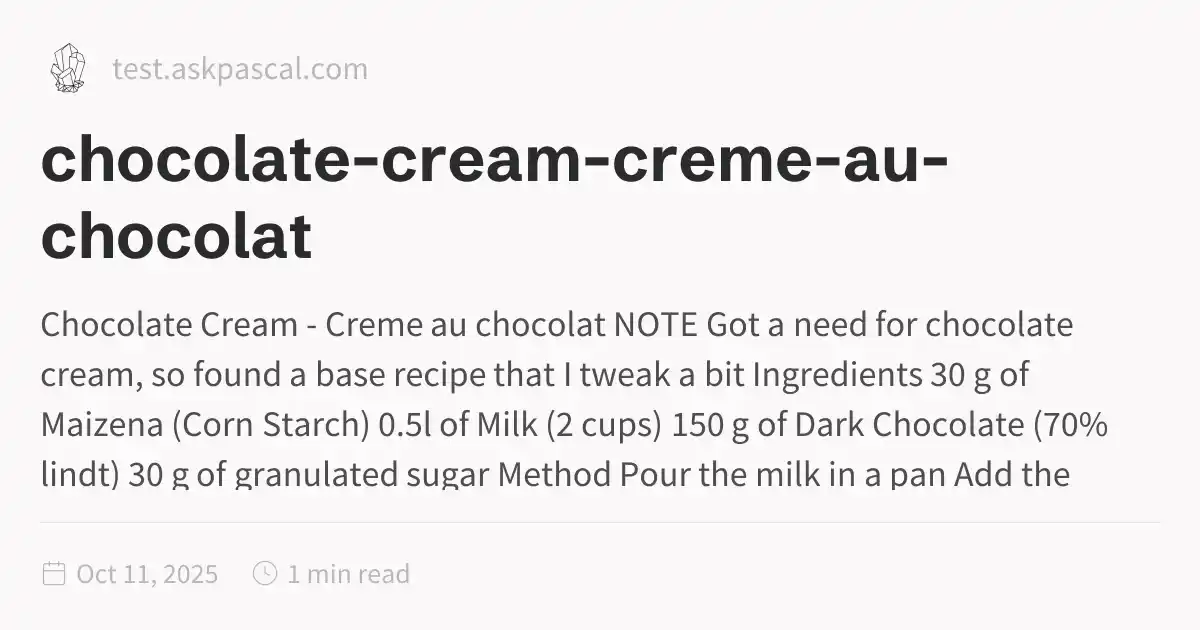 test.askpascal.com
chocolate-cream-creme-au-
chocolat
Chocolate Cream - Creme au chocolat NOTE Got a need for chocolate
cream, so found a base recipe that I tweak a bit Ingredients 30 g of
Maizena (Corn Starch) 0.5l of Milk (2 cups) 150 g of Dark Chocolate (70%
lindt) 30 g of granulated sugar Method Pour the milk in a pan Add the
Oct 11, 2025
1 min read